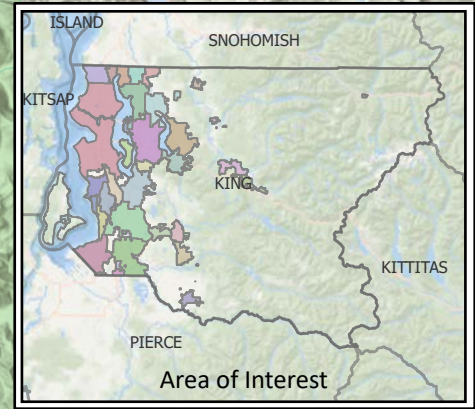 ISLAND
SNOHOMISH
KITSAP
KING
KITTITAS
PIERCE
Area of Interest